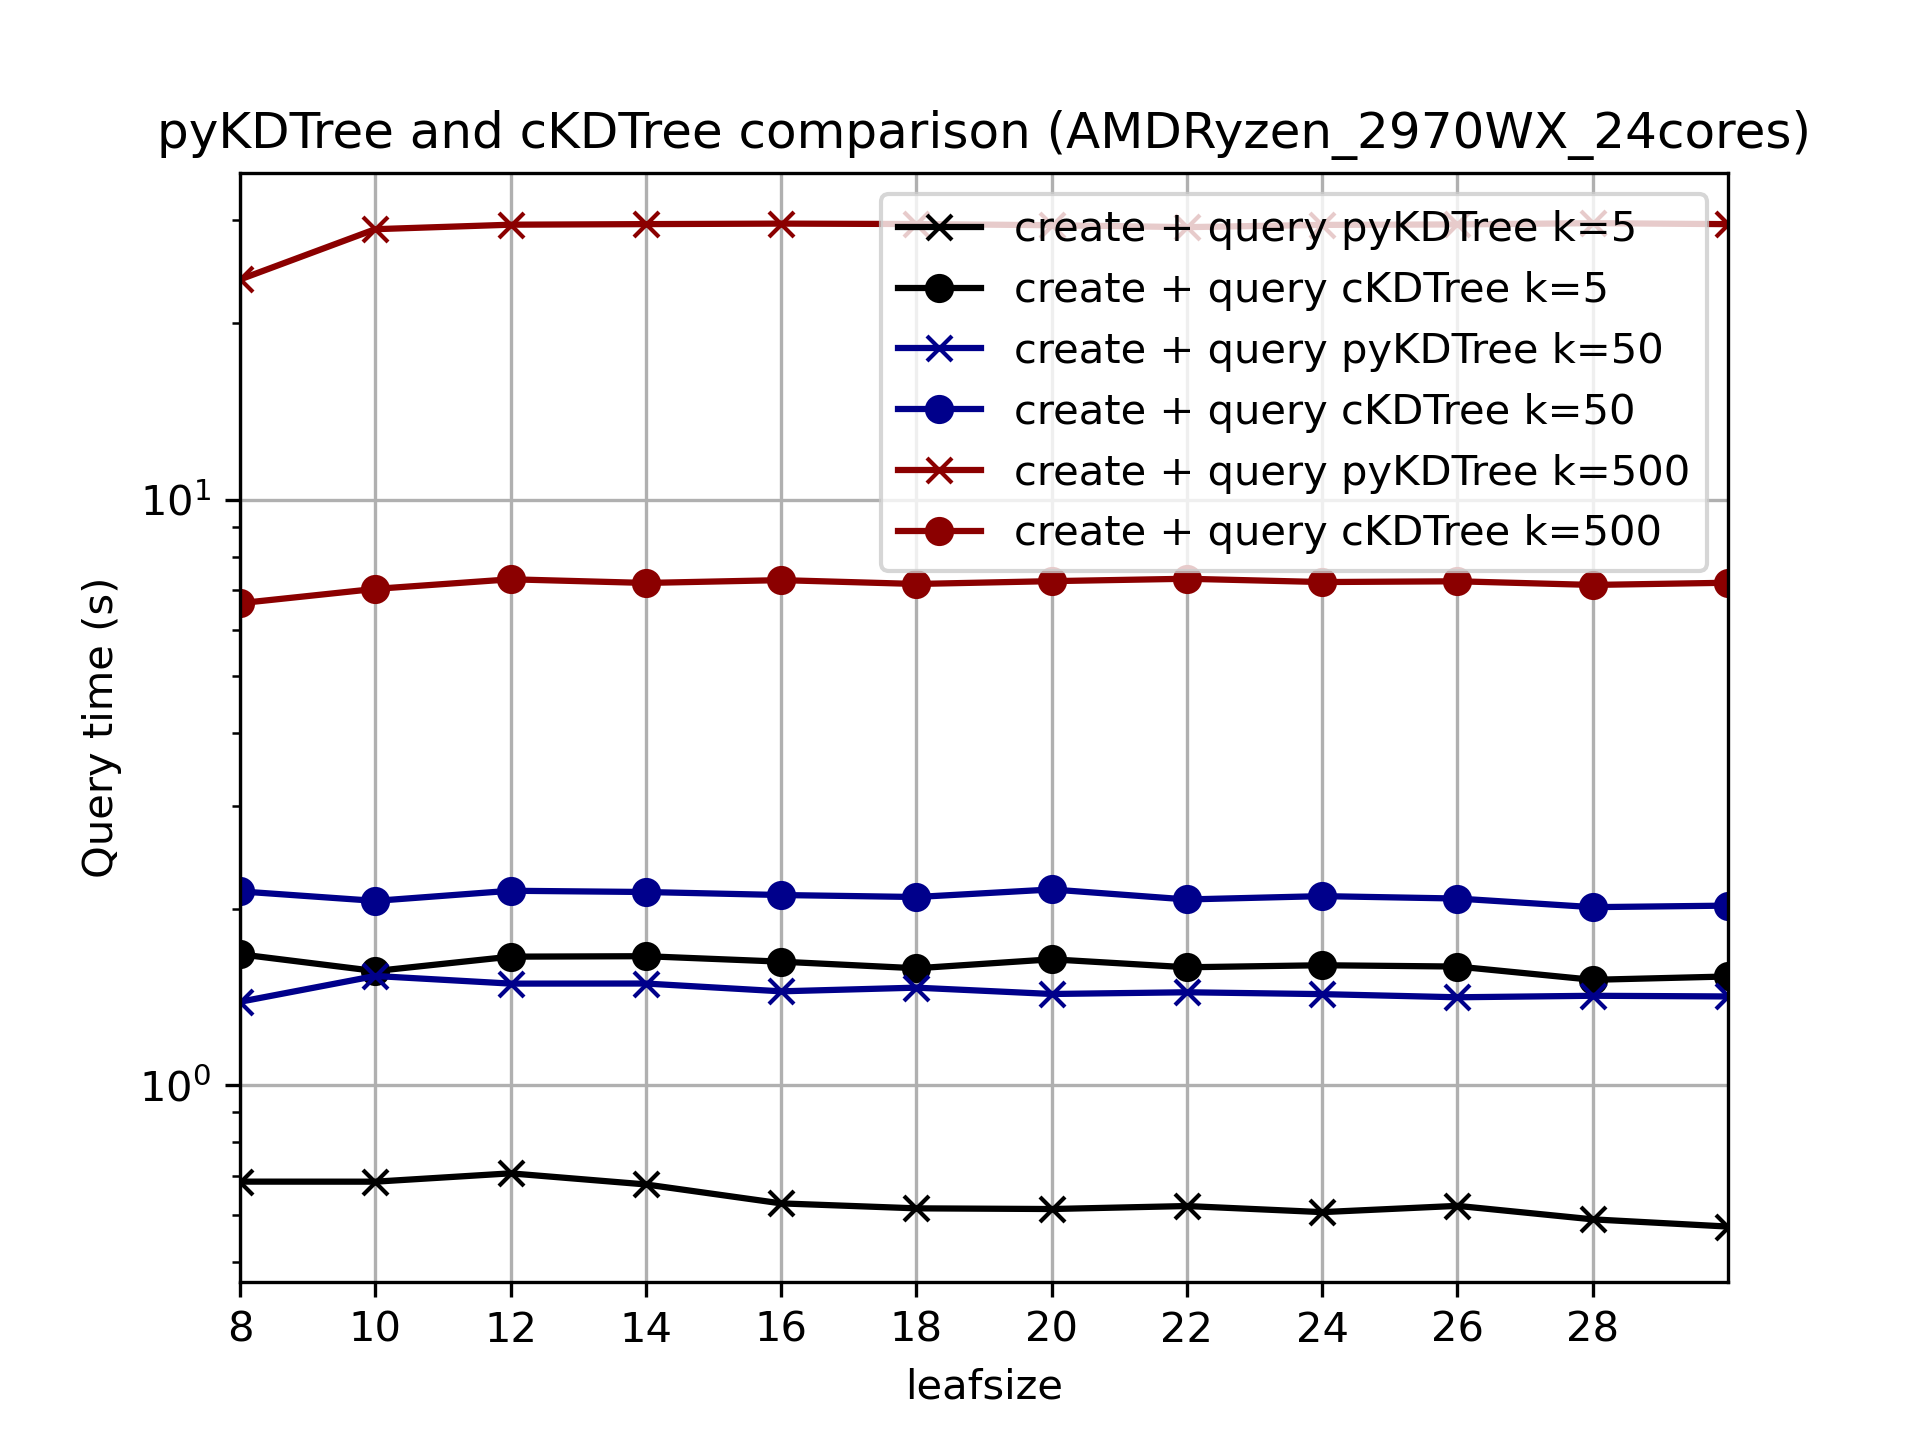 pyKDTree and cKDTree comparison (AMDRyzen_2970WX_24cores)
create + query pyKDTree k=5
create + query cKDTree k=5
create + query pyKDTree k=50
create + query cKDTree k=50
create + query pyKDTree k=500
create + query cKDTree k=500
10¹
10⁰
Query time (s)
8 10 12 14 16 18 20 22 24 26 28
leafsize